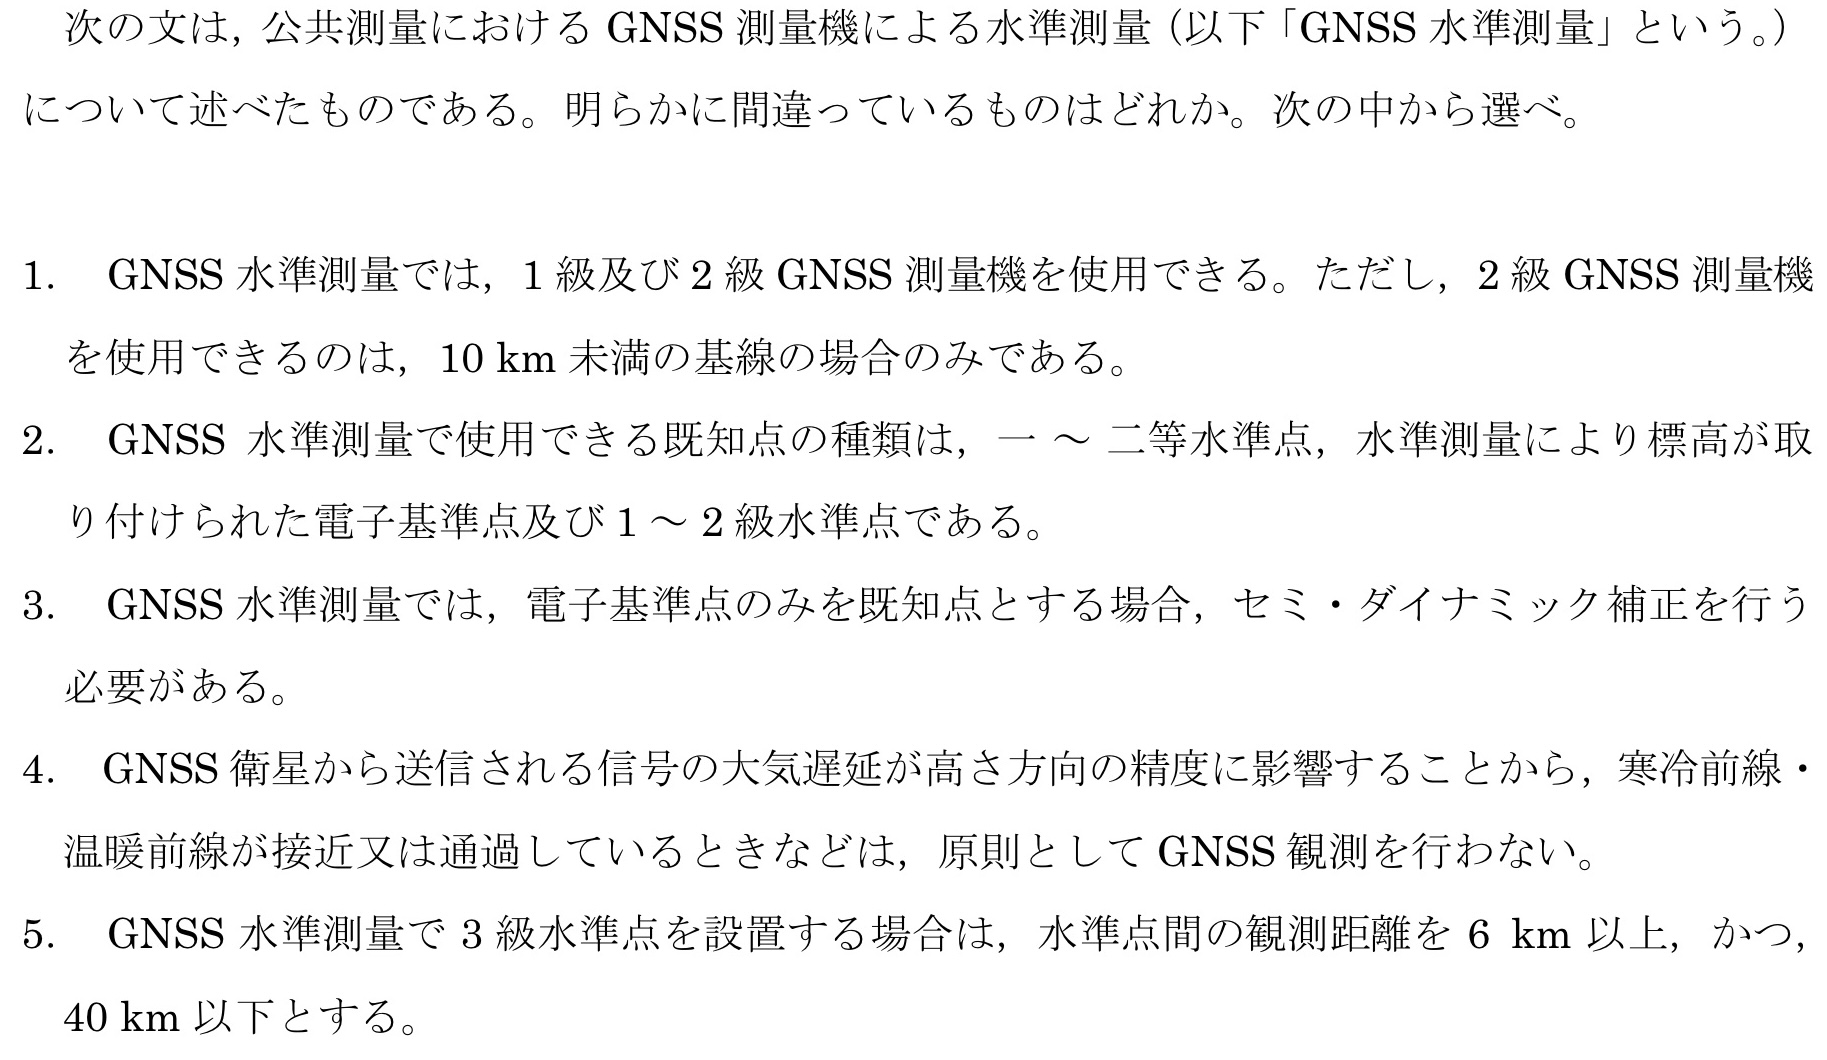 次の文は，公共測量における GNSS 測量機による水準測量（以下「GNSS 水準測量」という。）
について述べたものである。明らかに間違っているものはどれか。次の中から選べ。
1. GNSS 水準測量では，1 級及び 2 級 GNSS 測量機を使用できる。ただし，2 級 GNSS 測量機
を使用できるのは，10 km 未満の基線の場合のみである。
2. GNSS 水準測量で使用できる既知点の種類は，一 ～ 二等水準点，水準測量により標高が取
り付けられた電子基準点及び 1 ～ 2 級水準点である。
3. GNSS 水準測量では，電子基準点のみを既知点とする場合，セミ・ダイナミック補正を行う
必要がある。
4. GNSS 衛星から送信される信号の大気遅延が高さ方向の精度に影響することから，寒冷前線・
温暖前線が接近又は通過しているときなどは，原則として GNSS 観測を行わない。
5. GNSS 水準測量で 3 級水準点を設置する場合は，水準点間の観測距離を 6 km 以上，かつ，
40 km 以下とする。